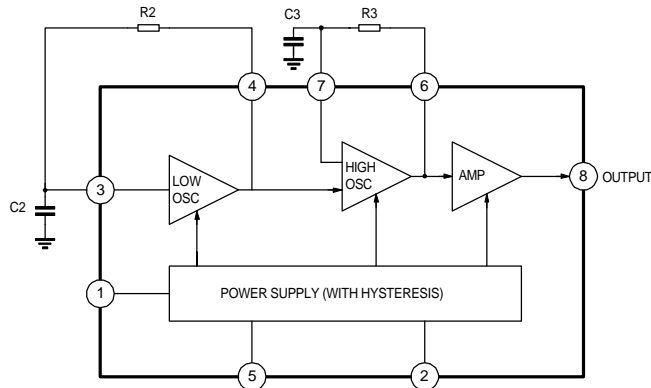 R2
C3
R3
4
7
6
3
LOW
OSC
HIGH
OSC
AMP
8
OUTPUT
C2
1
POWER SUPPLY (WITH HYSTERESIS)
5
2